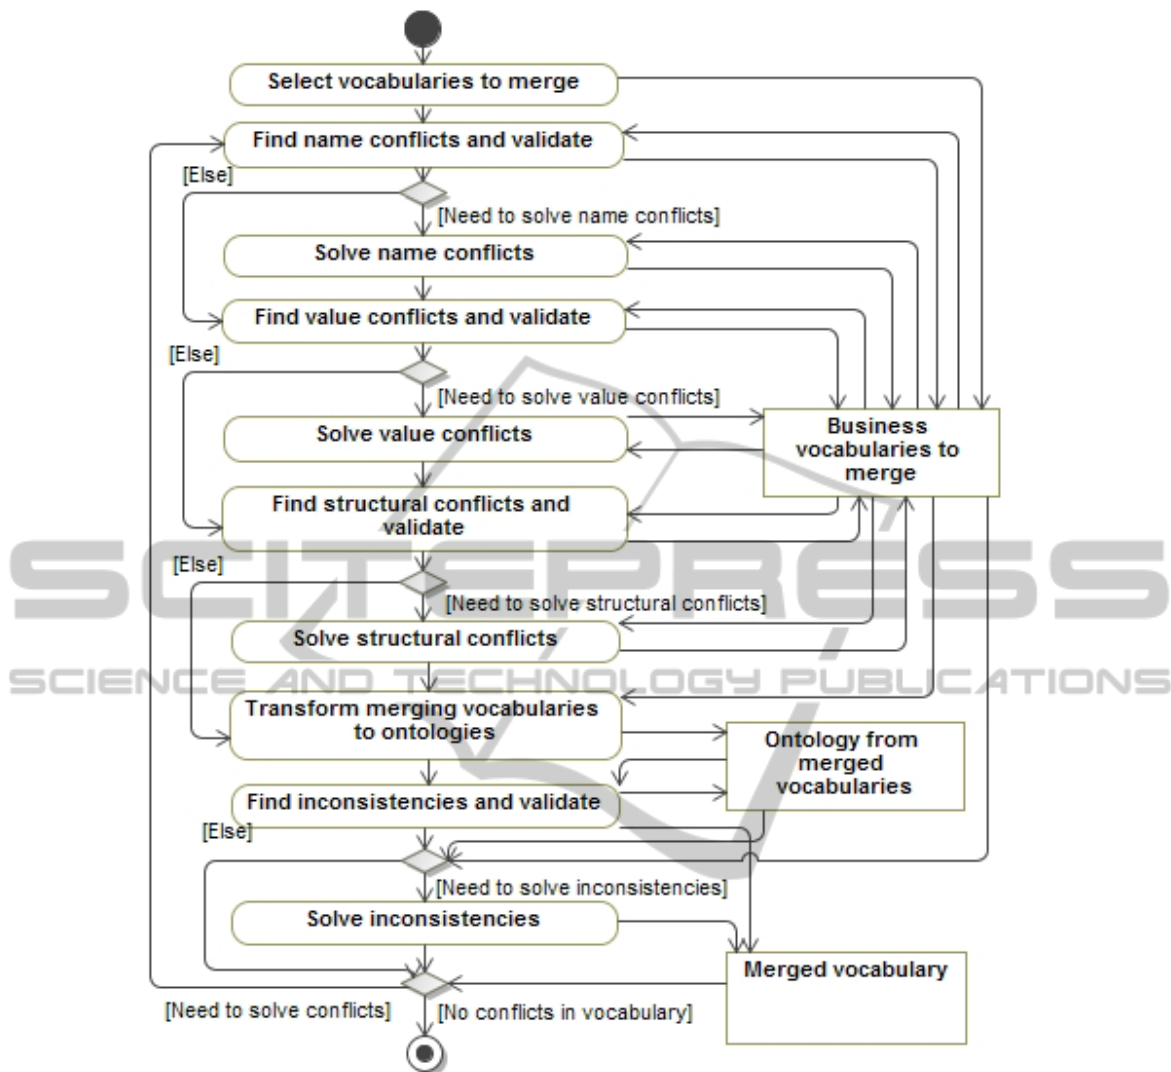 Select vocabularies to merge
Find name conflicts and validate
[Else]
[Need to solve name conflicts]
Solve name conflicts
Find value conflicts and validate
[Else]
[Need to solve value conflicts]
Solve value conflicts
Business
vocabularies to
merge
Find structural conflicts and
validate
SCITEPRESS
[Else]
[Need to solve structural conflicts]
Solve structural conflicts
SCIENCE AND TECHNOLOGY PUBLICATIONS
Transform merging vocabularies
to ontologies
Ontology from
merged
vocabularies
Find inconsistencies and validate
[Else]
[Need to solve inconsistencies]
Solve inconsistencies
Merged vocabulary
[Need to solve conflicts]
[No conflicts in vocabulary]